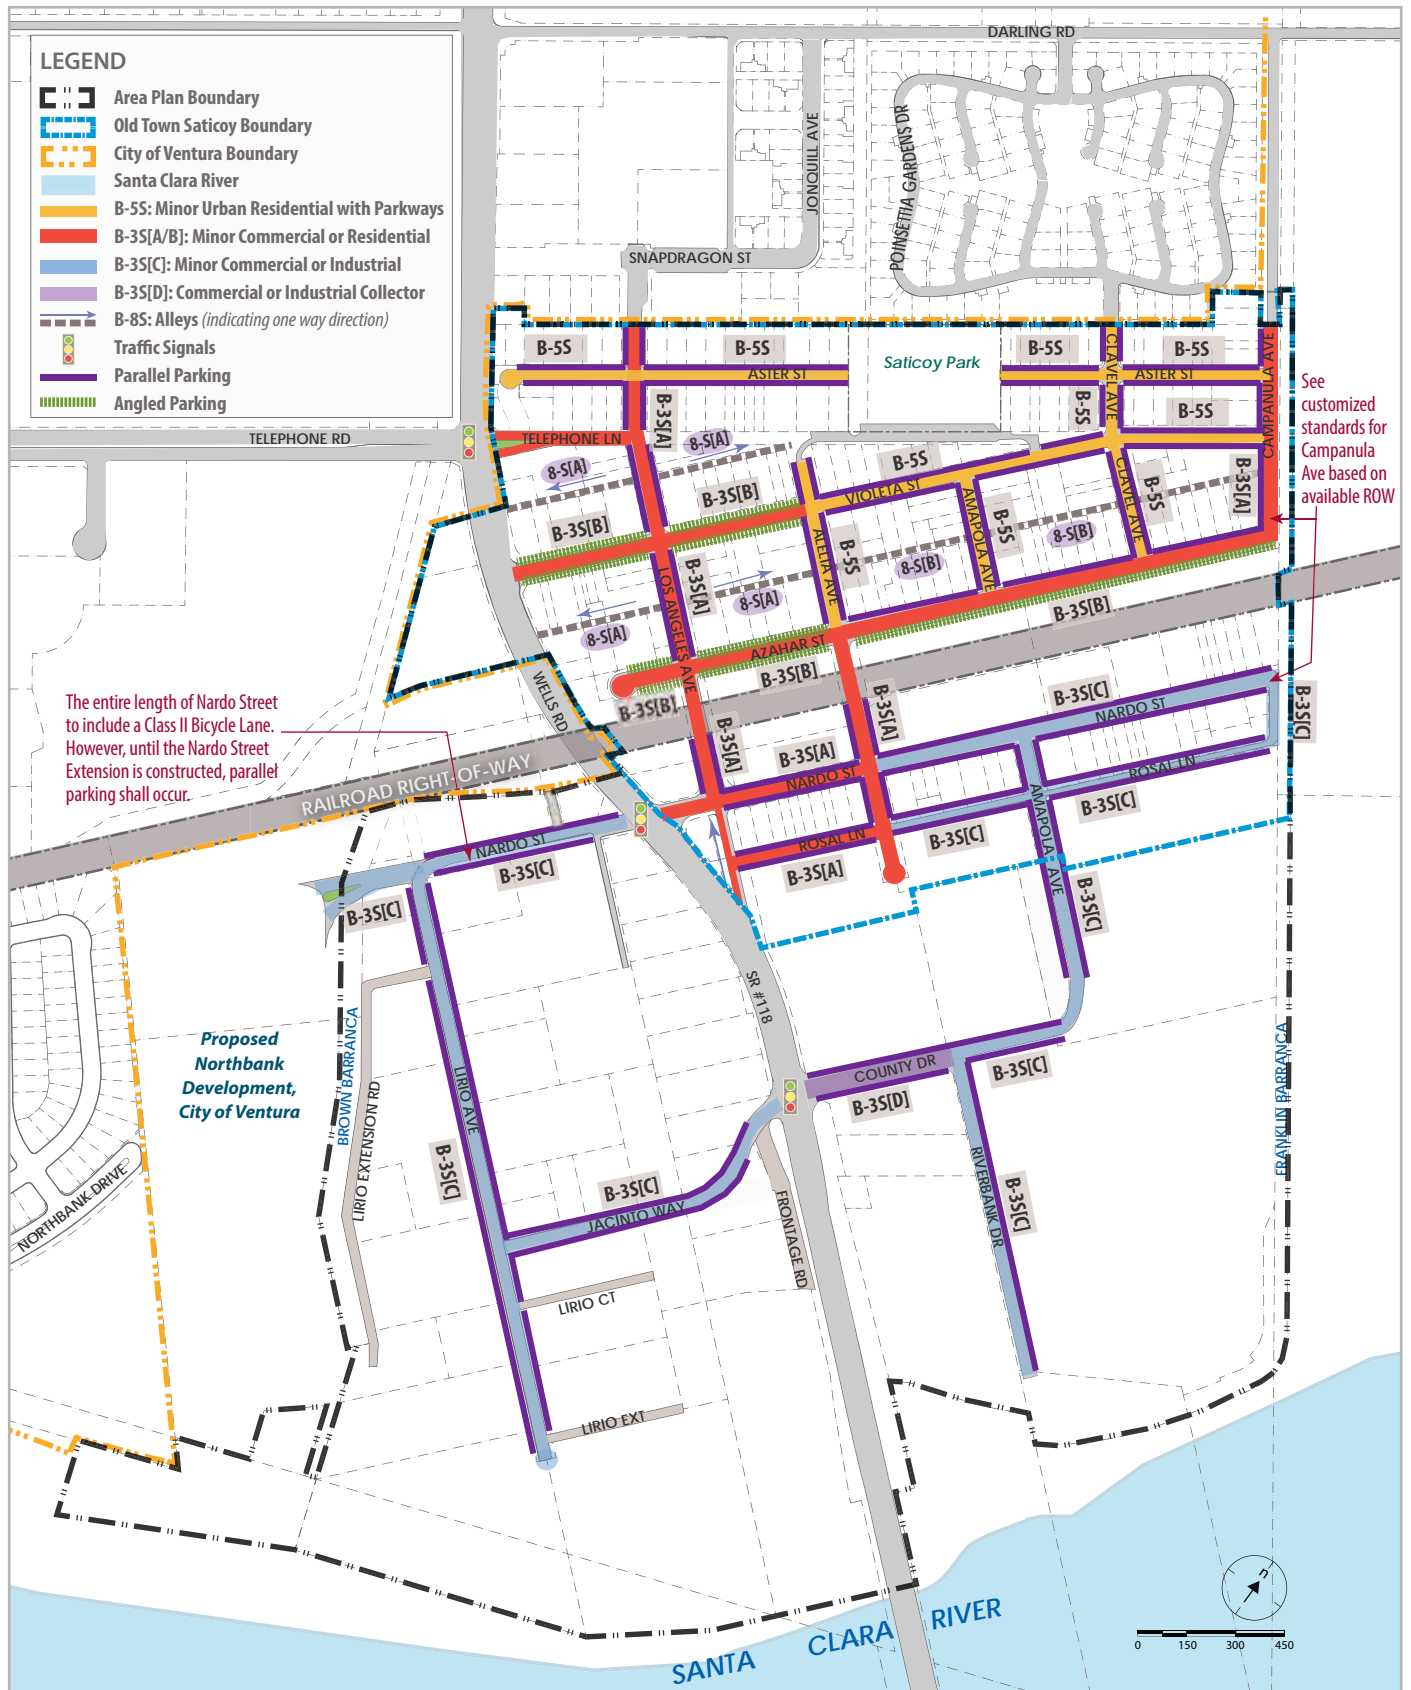 LEGEND
Area Plan Boundary
Old Town Saticoy Boundary
City of Ventura Boundary
Santa Clara River
B-5S: Minor Urban Residential with Parkways
B-3S[A/B]: Minor Commercial or Residential
B-3S[C]: Minor Commercial or Industrial
B-3S[D]: Commercial or Industrial Collector
B-8S: Alleys (indicating one way direction)
Traffic Signals
Parallel Parking
Angled Parking
DARLING RD
JONQUILL AVE
POINSETTIA GARDENS DR
SNAPDRAGON ST
B-5S
B-5S
Saticoy Park
B-5S
B-5S
CLAVEL AVE
CAMPANULA AVE
ASTER ST
ASTER ST
See
customized
standards for
Campanula
Ave based on
available ROW
B-3S[A]
B-5S
B-5S
TELEPHONE RD
TELEPHONE LN
8-S[A]
8-S[A]
B-5S
CLAVEL AVE
B-5S
B-3S[A]
B-3S[B]
VIOLETA ST
AMAPOLA AVE
B-5S
B-3S[B]
ALELIA AVE
B-5S
8-S[B]
8-S[B]
LOS ANGELES AVE
B-3S[A]
8-S[A]
8-S[A]
B-3S[B]
AZAHAR ST
B-3S[B]
B-3S[B]
WELLS RD
The entire length of Nardo Street
to include a Class II Bicycle Lane.
However, until the Nardo Street
Extension is constructed, parallel
parking shall occur.
B-3S[A]
B-3S[A]
B-3S[A]
B-3S[C]
NARDO ST
B-3S[C]
RAILROAD RIGHT-OF-WAY
NARDO ST
ROSAL LN
AMAPOLA AVE
B-3S[C]
NARDO ST
B-3S[C]
ROSAL LN
B-3S[A]
B-3S[C]
B-3S[C]
B-3S[C]
SR #118
Proposed
Northbank
Development,
City of Ventura
BROWN BARRANCA
LIRIO EXTENSION RD
LIRIO AVE
COUNTY DR
B-3S[D]
B-3S[C]
FRANKLIN BARRANCA
B-3S[C]
B-3S[C]
JACINTO WAY
FRONTAGE RD
RIVERBANK DR
B-3S[C]
NORTHBANK DRIVE
LIRIO CT
LIRIO EXT
n
SANTA CLARA RIVER
0 150 300 450